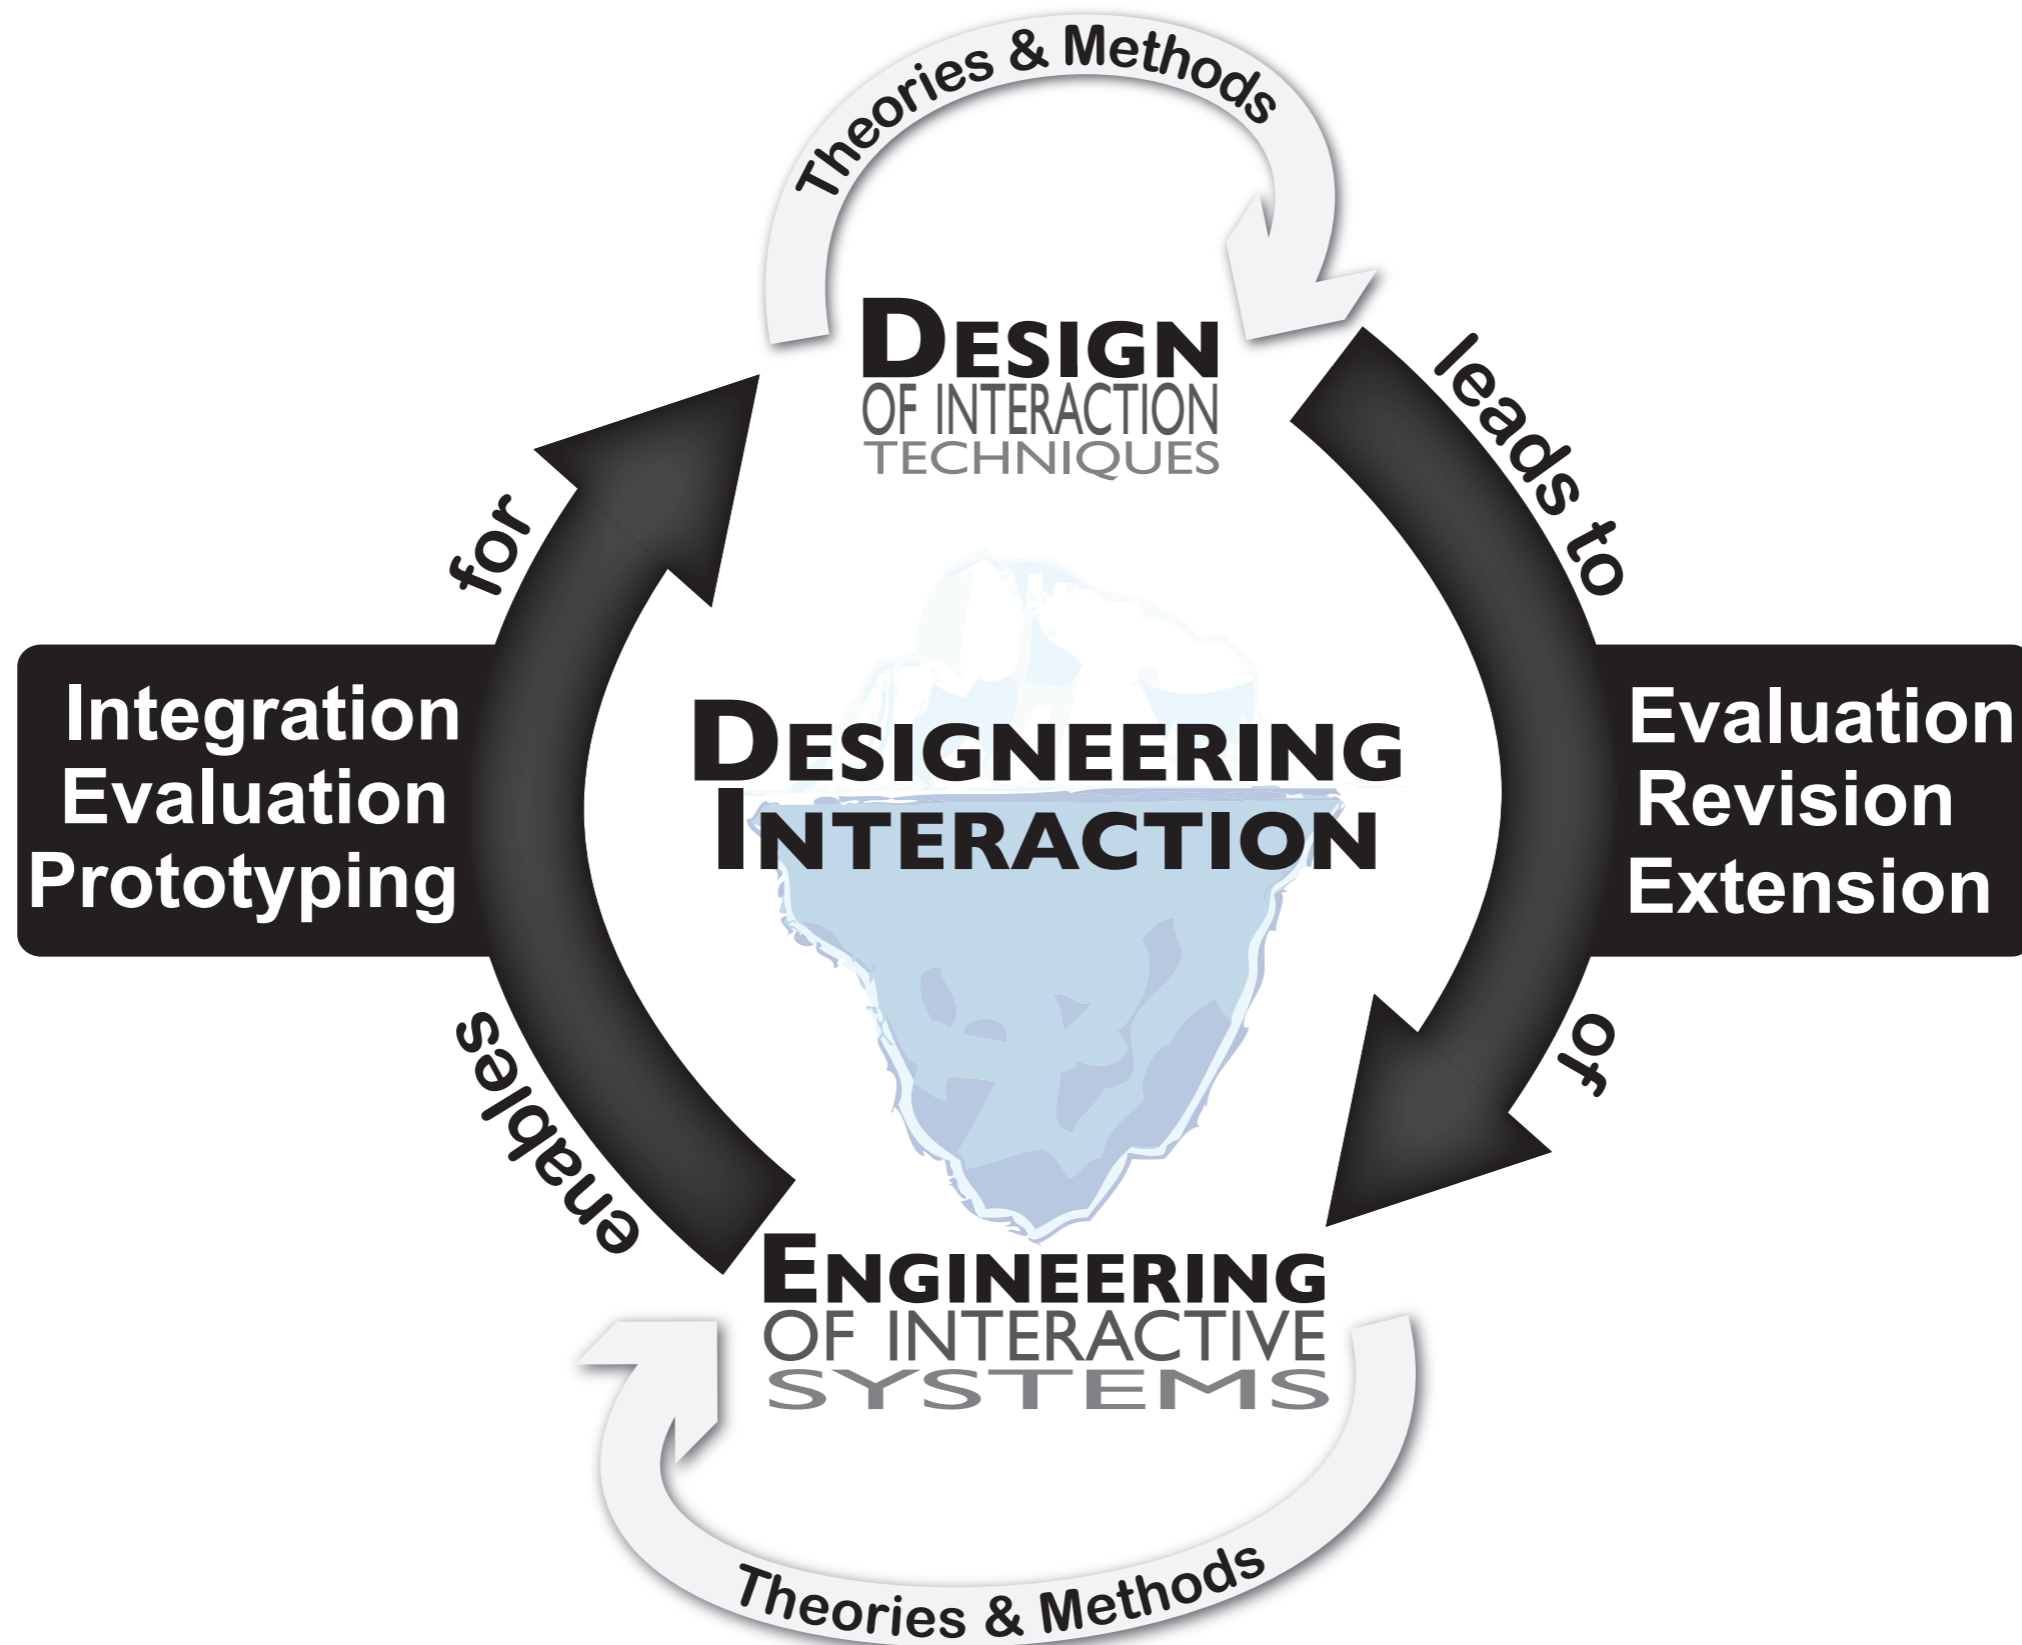 Theories & Methods
DESIGN
OF INTERACTION
TECHNIQUES
leads to
for
Integration
Evaluation
Prototyping
DESIGNEERING
INTERACTION
Evaluation
Revision
Extension
of
enables
ENGINEERING
OF INTERACTIVE
SYSTEMS
Theories & Methods